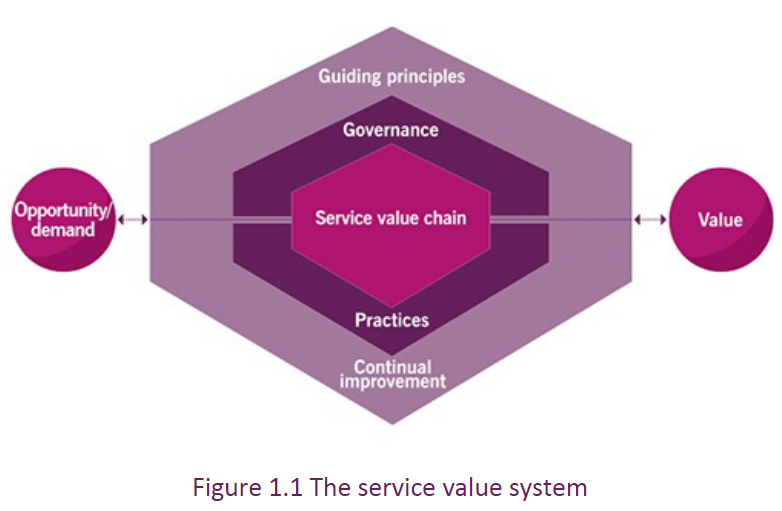 Guiding principles
Governance
Opportunity/
demand
Service value chain
Value
Practices
Continual
improvement
Figure 1.1 The service value system